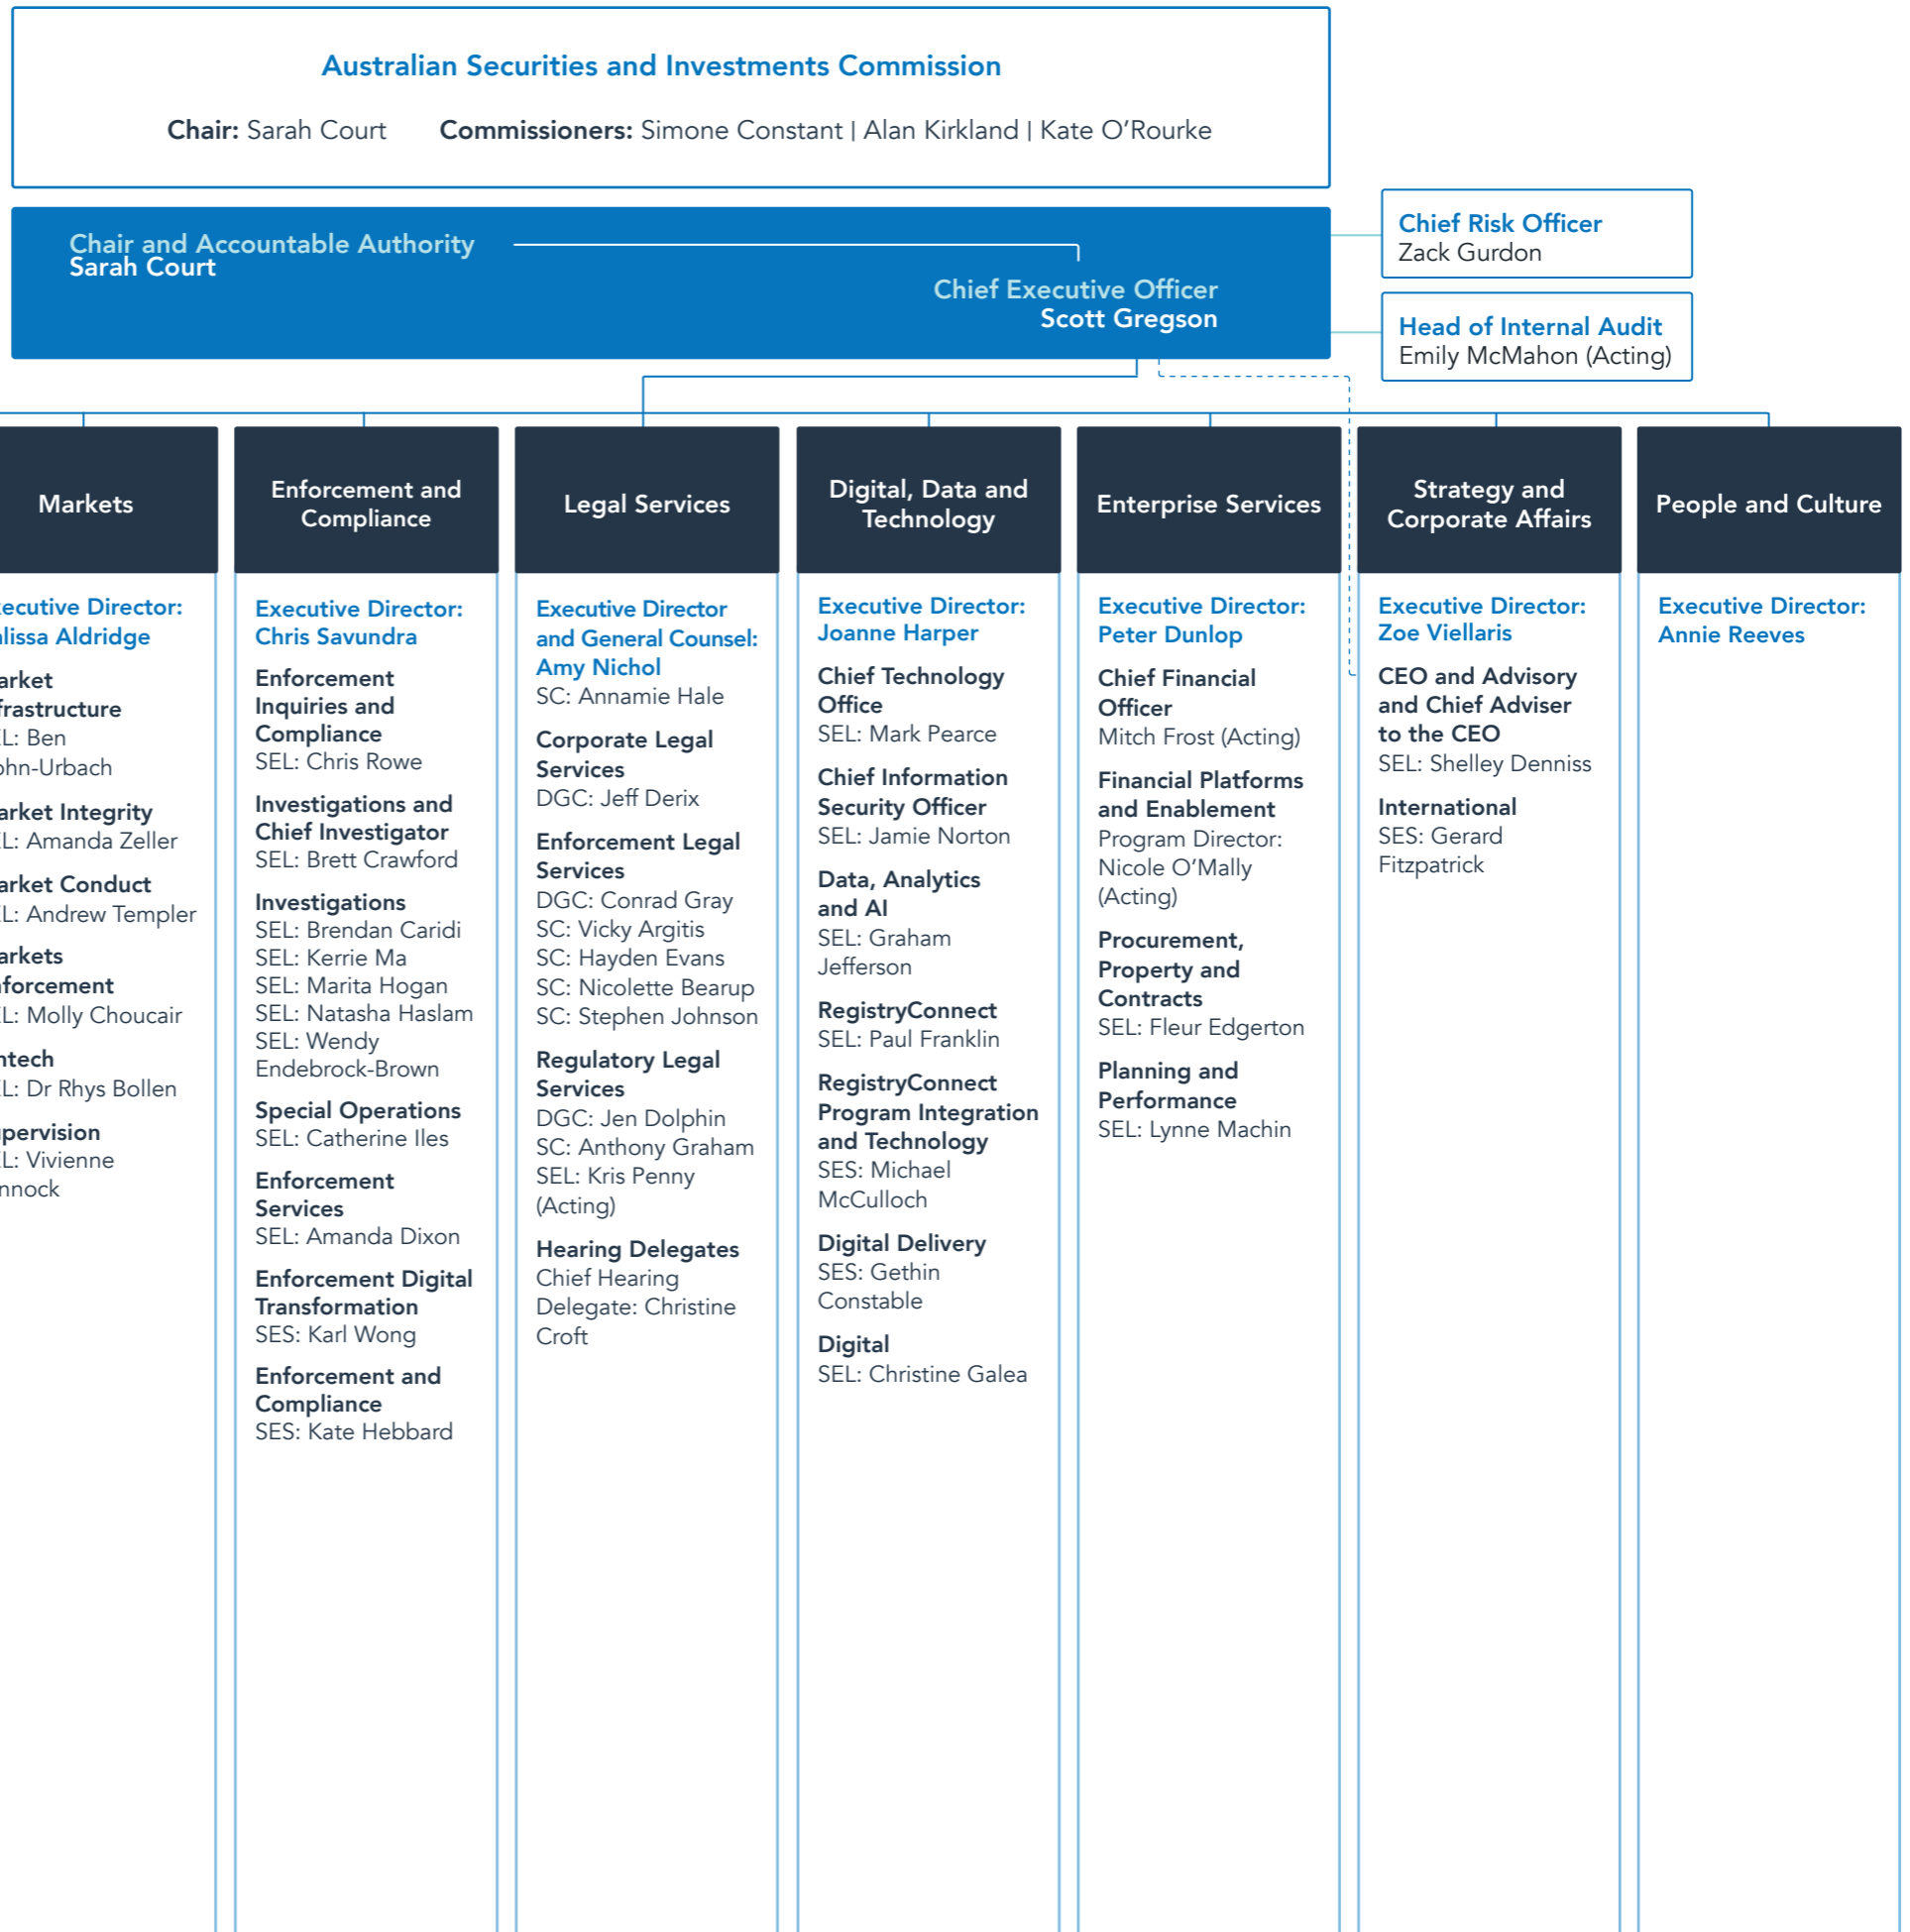 Australian Securities and Investments Commission
Chair: Sarah Court Commissioners: Simone Constant | Alan Kirkland | Kate O'Rourke
Chair and Accountable Authority
Sarah Court
Chief Executive Officer
Scott Gregson
Chief Risk Officer
Zack Gurdon
Head of Internal Audit
Emily McMahon (Acting)
Markets
Director:
Aldridge
Ben
Integrity
Amanda Zeller
Conduct
Andrew Templer
Molly Choucair
Dr Rhys Bollen
Vivienne
Enforcement and
Compliance
Executive Director:
Chris Savundra
Enforcement
Inquiries and
Compliance
SEL: Chris Rowe
Investigations and
Chief Investigator
SEL: Brett Crawford
Investigations
SEL: Brendan Caridi
SEL: Kerrie Ma
SEL: Marita Hogan
SEL: Natasha Haslam
SEL: Wendy
Endebrock-Brown
Special Operations
SEL: Catherine Iles
Enforcement
Services
SEL: Amanda Dixon
Enforcement Digital
Transformation
SES: Karl Wong
Enforcement and
Compliance
SES: Kate Hebbard
Legal Services
Executive Director
and General Counsel:
Amy Nichol
SC: Annamie Hale
Corporate Legal
Services
DGC: Jeff Derix
Enforcement Legal
Services
DGC: Conrad Gray
SC: Vicky Argitis
SC: Hayden Evans
SC: Nicolette Bearup
SC: Stephen Johnson
Regulatory Legal
Services
DGC: Jen Dolphin
SC: Anthony Graham
SEL: Kris Penny
(Acting)
Hearing Delegates
Chief Hearing
Delegate: Christine
Croft
Digital, Data and
Technology
Executive Director:
Joanne Harper
Chief Technology
Office
SEL: Mark Pearce
Chief Information
Security Officer
SEL: Jamie Norton
Data, Analytics
and AI
SEL: Graham
Jefferson
RegistryConnect
SEL: Paul Franklin
RegistryConnect
Program Integration
and Technology
SES: Michael
McCulloch
Digital Delivery
SES: Gethin
Constable
Digital
SEL: Christine Galea
Enterprise Services
Executive Director:
Peter Dunlop
Chief Financial
Officer
Mitch Frost (Acting)
Financial Platforms
and Enablement
Program Director:
Nicole O'Mally
(Acting)
Procurement,
Property and
Contracts
SEL: Fleur Edgerton
Planning and
Performance
SEL: Lynne Machin
Strategy and
Corporate Affairs
Executive Director:
Zoe Viellaris
CEO and Advisory
and Chief Adviser
to the CEO
SEL: Shelley Denniss
International
SES: Gerard
Fitzpatrick
People and Culture
Executive Director:
Annie Reeves